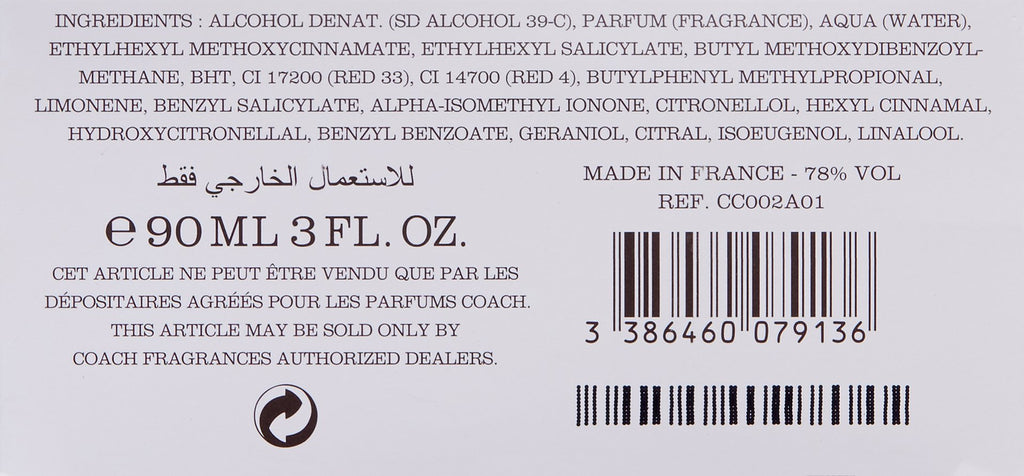 INGREDIENTS : ALCOHOL DENAT. (SD ALCOHOL 39-C), PARFUM (FRAGRANCE), AQUA (WATER),
ETHYLHEXYL METHOXYCINNAMATE, ETHYLHEXYL SALICYLATE, BUTYL METHOXYDIBENZOYL-
METHANE, BHT, CI 17200 (RED 33), CI 14700 (RED 4), BUTYLPHENYL METHYLPROPIONAL,
LIMONENE, BENZYL SALICYLATE, ALPHA-ISOMETHYL IONONE, CITRONELLOL, HEXYL CINNAMAL,
HYDROXYCITRONELLAL, BENZYL BENZOATE, GERANIOL, CITRAL, ISOEUGENOL, LINALOOL.
للاستعمال الخارجي فقط
℮ 90 ML 3 FL. OZ.
CET ARTICLE NE PEUT ÊTRE VENDU QUE PAR LES
DÉPOSITAIRES AGRÉÉS POUR LES PARFUMS COACH.
THIS ARTICLE MAY BE SOLD ONLY BY
COACH FRAGRANCES AUTHORIZED DEALERS.
MADE IN FRANCE - 78% VOL
REF. CC002A01
3 386460 079136